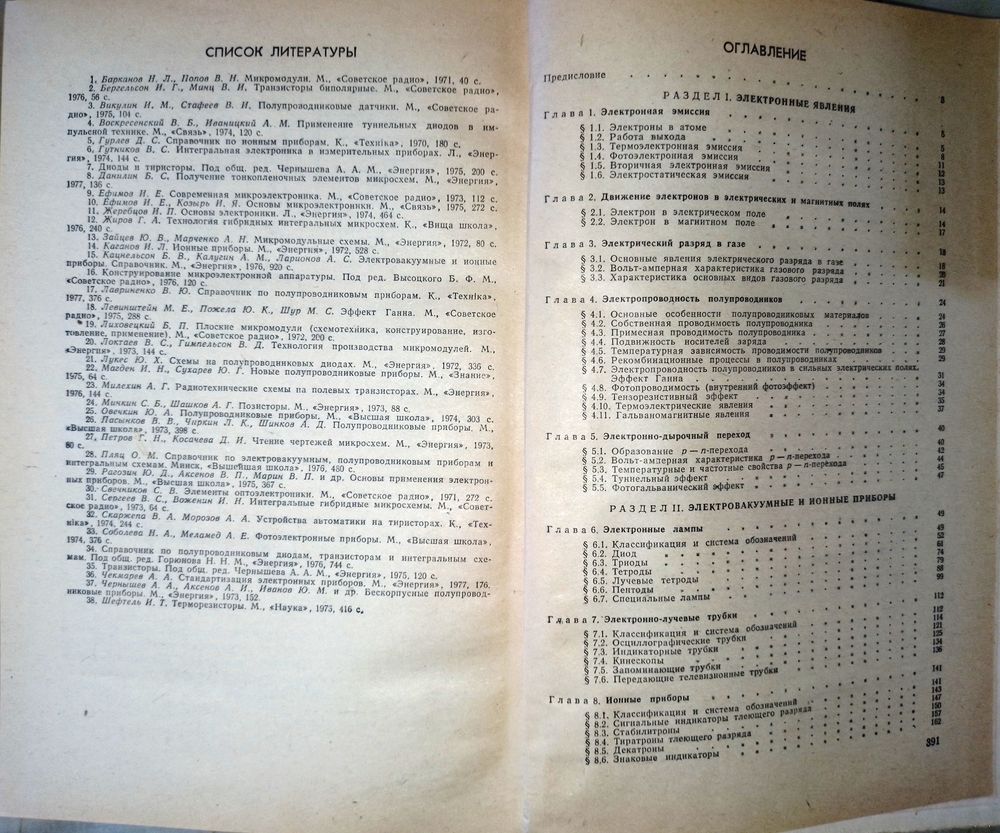 СПИСОК ЛИТЕРАТУРЫ
1. Барканов Н. Л., Попов В. И. Микромодули. М., «Советское радио», 1971, 40 с.
2. Бергельсон И. Г., Минц В. И. Транзисторы биполярные. М., «Советское радио»,
1976, 56 с.
3. Викулин И. М., Стафеев В. И. Полупроводниковые датчики. М., «Советское ра-
дио», 1975, 104 с.
4. Воскресенский В. Б., Иваницкий А. М. Применение туннельных диодов в им-
пульсной технике. М., «Связь», 1974, 120 с.
5. Гурлев Д. С. Справочник по ионным приборам. К., «Технiка», 1970, 180 с.
6. Гутников В. С. Интегральная электроника в измерительных приборах. Л., «Энер-
гия», 1974, 144 с.
7. Диоды и тиристоры. Под общ. ред. Чернышева А. А. М., «Энергия», 1975, 200 с.
8. Данилин Б. С. Получение тонкопленочных элементов микросхем. М., «Энергия»,
1977, 136 с.
9. Ефимов И. Е. Современная микроэлектроника. М., «Советское радио», 1973, 112 с.
10. Ефимов И. Е., Козырь И. Я. Основы микроэлектроники. М., «Связь», 1975, 272 с.
11. Жеребцов И. П. Основы электроники. Л., «Энергия», 1974, 464 с.
12. Жиров Г. А. Технология гибридных интегральных микросхем. К., «Вища школа»,
1976, 240 с.
13. Зайцев Ю. В., Марченко А. Н. Микромодульные схемы. М., «Энергия», 1972, 80 с.
14. Каганов И. Л. Ионные приборы. М., «Энергия», 1972, 528 с.
15. Кацнельсон Б. В., Калугин А. М., Ларионов А. С. Электровакуумные и ионные
приборы. Справочник. М., «Энергия», 1976, 920 с.
16. Конструирование микроэлектронной аппаратуры. Под ред. Высоцкого Б. Ф. М.,
«Советское радио», 1976, 120 с.
17. Лавриненко В. Ю. Справочник по полупроводниковым приборам. К., «Технiка»,
1977, 376 с.
18. Левинштейн М. Е., Пожела Ю. К., Шур М. С. Эффект Ганна. М., «Советское
радио», 1975, 288 с.
19. Лиховецкий Б. П. Плоские микромодули (схемотехника, конструирование, изго-
товление, применение). М., «Советское радио», 1972, 200 с.
20. Локтаев В. С., Гимпельсон В. Д. Технология производства микромодулей. М.,
«Энергия», 1973, 144 с.
21. Лукес Ю. Х. Схемы на полупроводниковых диодах. М., «Энергия», 1972, 336 с.
22. Магден И. Н., Сухарев Ю. Г. Новые полупроводниковые приборы. М., «Знание»,
1975, 64 с.
23. Милехин А. Г. Радиотехнические схемы на полевых транзисторах. М., «Энергия»,
1976, 144 с.
24. Мичкин С. Б., Шашков А. Г. Позисторы. М., «Энергия», 1973, 88 с.
25. Овечкин Ю. А. Полупроводниковые приборы. М., «Высшая школа», 1974, 303 с.
26. Пасынков В. В., Чиркин Л. К., Шинков А. Д. Полупроводниковые приборы. М.,
«Высшая школа», 1973, 398 с.
27. Петров Г. Н., Косачева Д. И. Чтение чертежей микросхем. М., «Энергия», 1973,
80 с.
28. Пляц О. М. Справочник по электровакуумным, полупроводниковым приборам и
интегральным схемам. Минск, «Вышейшая школа», 1976, 480 с.
29. Рагозин Ю. Д., Аксенов В. П., Марин В. П. и др. Основы применения электрон-
ных приборов. М., «Высшая школа», 1975, 367 с.
30. Свечников С. В. Элементы оптоэлектроники. М., «Советское радио», 1971, 272 с.
31. Сергеев В. С., Воженин И. Н. Интегральные гибридные микросхемы. М., «Совет-
ское радио», 1973, 64 с.
32. Скаржепа В. А. Морозов А. А. Устройства автоматики на тиристорах. К., «Тех-
нiка», 1974, 244 с.
33. Соболева Н. А., Меламед А. Е. Фотоэлектронные приборы. М., «Высшая школа»,
1974, 376 с.
34. Справочник по полупроводниковым диодам, транзисторам и интегральным схе-
мам. Под общ. ред. Горюнова Н. Н. М., «Энергия», 1976, 744 с.
35. Транзисторы. Под общ. ред. Чернышева А. А. М., «Энергия», 1975, 120 с.
36. Чекмарев А. А. Стандартизация электронных приборов. М., «Энергия», 1977, 176.
37. Чернышев А. А., Аксенов А. И., Иванов Ю. М. и др. Бескорпусные полупровод-
никовые приборы. М., «Энергия», 1973, 152.
38. Шефтель И. Т. Терморезисторы. М., «Наука», 1973, 416 с.
ОГЛАВЛЕНИЕ
Предисловие 3
РАЗДЕЛ I. ЭЛЕКТРОННЫЕ ЯВЛЕНИЯ
Глава 1. Электронная эмиссия
§ 1.1. Электроны в атоме
§ 1.2. Работа выхода
§ 1.3. Термоэлектронная эмиссия
§ 1.4. Фотоэлектронная эмиссия
§ 1.5. Вторичная электронная эмиссия
§ 1.6. Электростатическая эмиссия
Глава 2. Движение электронов в электрических и магнитных полях
§ 2.1. Электрон в электрическом поле
§ 2.2. Электрон в магнитном поле
Глава 3. Электрический разряд в газе
§ 3.1. Основные явления электрического разряда в газе
§ 3.2. Вольт-амперная характеристика газового разряда
§ 3.3. Характеристика основных видов газового разряда
Глава 4. Электропроводность полупроводников
§ 4.1. Основные особенности полупроводниковых материалов
§ 4.2. Собственная проводимость полупроводника
§ 4.3. Примесная проводимость полупроводника
§ 4.4. Подвижность носителей заряда
§ 4.5. Температурная зависимость проводимости полупроводников
§ 4.6. Рекомбинационные процессы в полупроводниках
§ 4.7. Электропроводность полупроводников в сильных электрических полях.
Эффект Ганна
§ 4.8. Фотопроводимость (внутренний фотоэффект)
§ 4.9. Тензорезистивный эффект
§ 4.10. Термоэлектрические явления
§ 4.11. Гальваномагнитные явления
Глава 5. Электронно-дырочный переход
§ 5.1. Образование p — n-перехода
§ 5.2. Вольт-амперная характеристика p — n-перехода
§ 5.3. Температурные и частотные свойства p — n-перехода
§ 5.4. Туннельный эффект
§ 5.5. Фотогальванический эффект
РАЗДЕЛ II. ЭЛЕКТРОВАКУУМНЫЕ И ИОННЫЕ ПРИБОРЫ
Глава 6. Электронные лампы
§ 6.1. Классификация и система обозначений
§ 6.2. Диод
§ 6.3. Триоды
§ 6.4. Тетроды
§ 6.5. Лучевые тетроды
§ 6.6. Пентоды
§ 6.7. Специальные лампы
Глава 7. Электронно-лучевые трубки
§ 7.1. Классификация и система обозначений
§ 7.2. Осциллографические трубки
§ 7.3. Индикаторные трубки
§ 7.4. Кинескопы
§ 7.5. Запоминающие трубки
§ 7.6. Передающие телевизионные трубки
Глава 8. Ионные приборы
§ 8.1. Классификация и система обозначений
§ 8.2. Сигнальные индикаторы тлеющего разряда
§ 8.3. Стабилитроны
§ 8.4. Тиратроны тлеющего разряда
§ 8.5. Декатроны
§ 8.6. Знаковые индикаторы
391